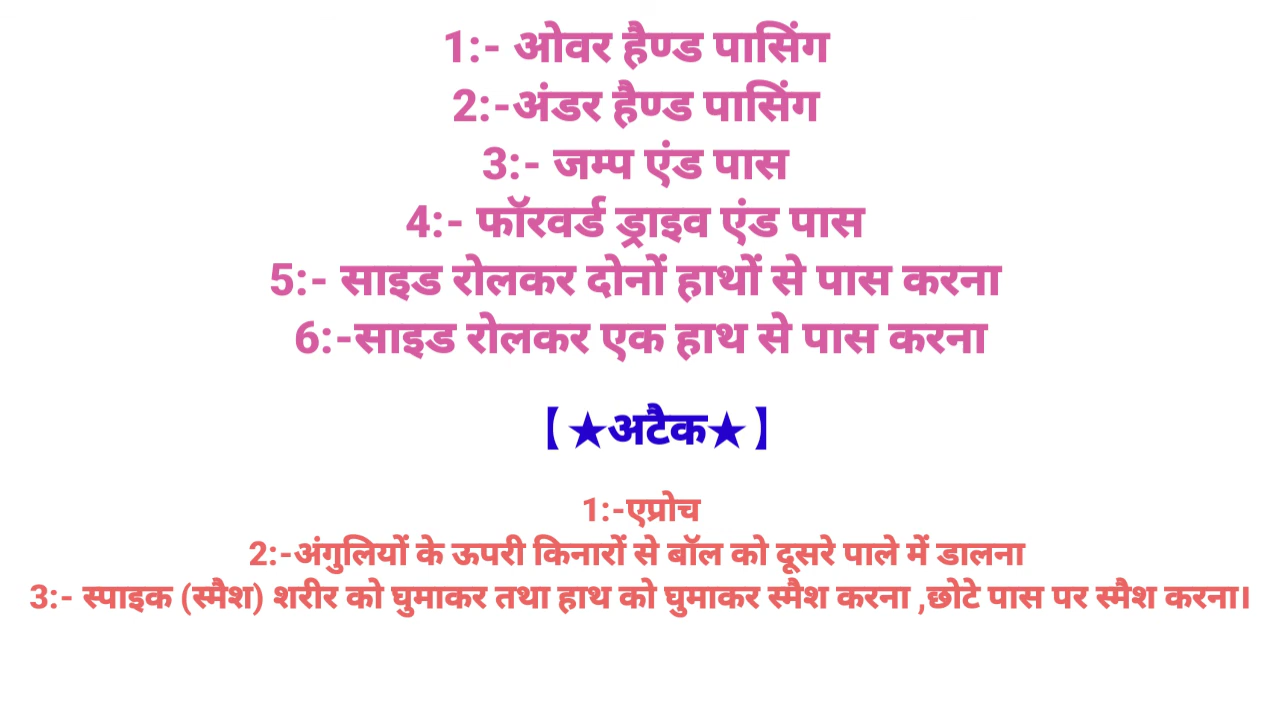 1:- ओवर हैण्ड पासिंग
2:-अंडर हैण्ड पासिंग
3:- जम्प एंड पास
4:- फॉरवर्ड ड्राइव एंड पास
5:- साइड रोलकर दोनों हाथों से पास करना
6:-साइड रोलकर एक हाथ से पास करना
【★अटैक★】
1:-एप्रोच
2:-अंगुलियों के ऊपरी किनारों से बॉल को दूसरे पाले में डालना
3:- स्पाइक (स्मैश) शरीर को घुमाकर तथा हाथ को घुमाकर स्मैश करना ,छोटे पास पर स्मैश करना।